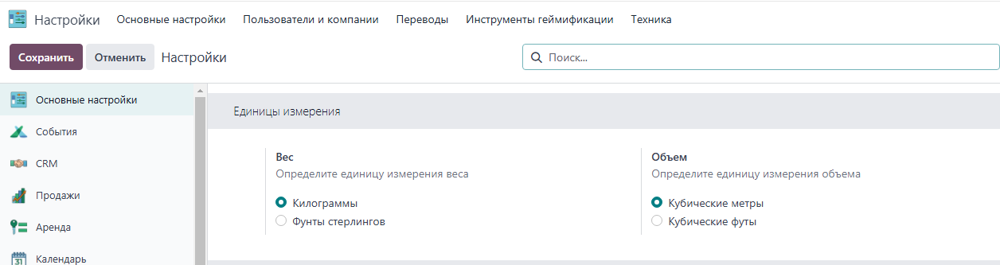 Настройки Основные настройки Пользователи и компании Переводы Инструменты геймификации Техника
Сохранить Отменить Настройки Поиск...
Основные настройки
События
CRM
Продажи
Аренда
31 Календарь
Единицы измерения
Вес
Определите единицу измерения веса
Килограммы
Фунты стерлингов
Объем
Определите единицу измерения объема
Кубические метры
Кубические футы